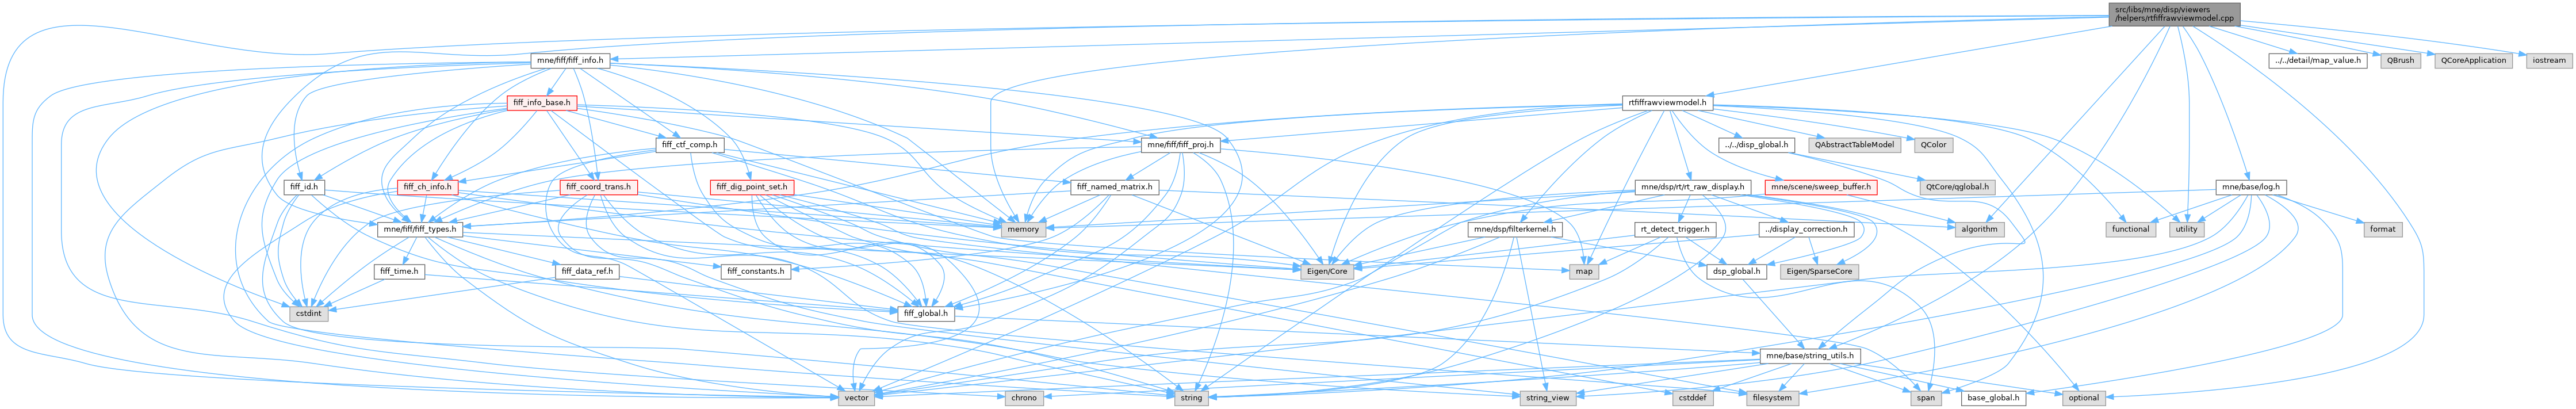 src/libs/mne/disp/viewers
/helpers/rtfiffrawviewmodel.cpp
mne/fiff/fiff_info.h
../../detail/map_value.h
QBrush
QCoreApplication
iostream
fiff_info_base.h
rtfiffrawviewmodel.h
fiff_ctf_comp.h
mne/fiff/fiff_proj.h
../../disp_global.h
QAbstractTableModel
QColor
fiff_id.h
fiff_ch_info.h
fiff_coord_trans.h
fiff_dig_point_set.h
fiff_named_matrix.h
mne/dsp/rt/rt_raw_display.h
mne/scene/sweep_buffer.h
QtCore/qglobal.h
mne/base/log.h
mne/fiff/fiff_types.h
memory
mne/dsp/filterkernel.h
rt_detect_trigger.h
../display_correction.h
algorithm
functional
utility
format
fiff_time.h
fiff_data_ref.h
fiff_constants.h
Eigen/Core
map
dsp_global.h
Eigen/SparseCore
cstdint
fiff_global.h
mne/base/string_utils.h
vector
chrono
string
string_view
cstddef
filesystem
span
base_global.h
optional